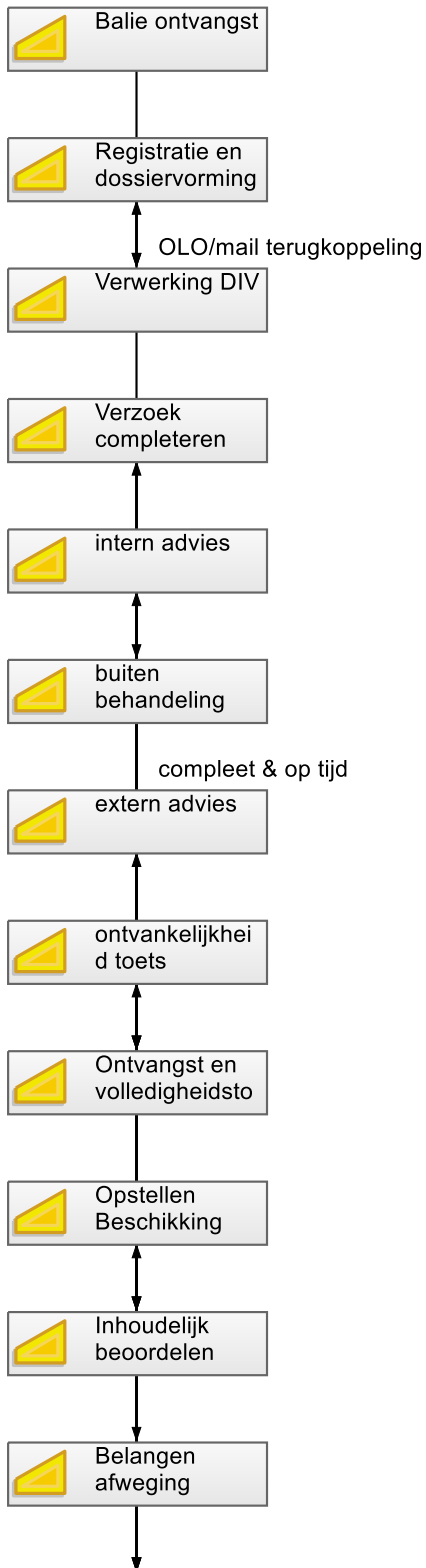 Balie ontvangst
Registratie en
dossiervorming
OLO/mail terugkoppeling
Verwerking DIV
Verzoek
completeren
intern advies
buiten
behandeling
compleet & op tijd
extern advies
ontvankelijkhei
d toets
Ontvangst en
volledigheidsto
Opstellen
Beschikking
Inhoudelijk
beoordelen
Belangen
afweging